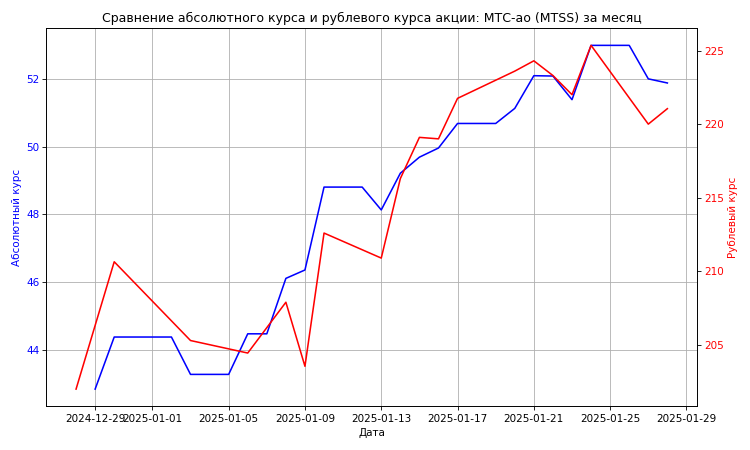 Сравнение абсолютного курса и рублевого курса акции: МТС-ао (MTSS) за месяц
52
50
48
46
44
Абсолютный курс
225
220
215
210
205
Рублевый курс
2024-12-29 2025-01-01 2025-01-05 2025-01-09 2025-01-13 2025-01-17 2025-01-21 2025-01-25 2025-01-29
Дата